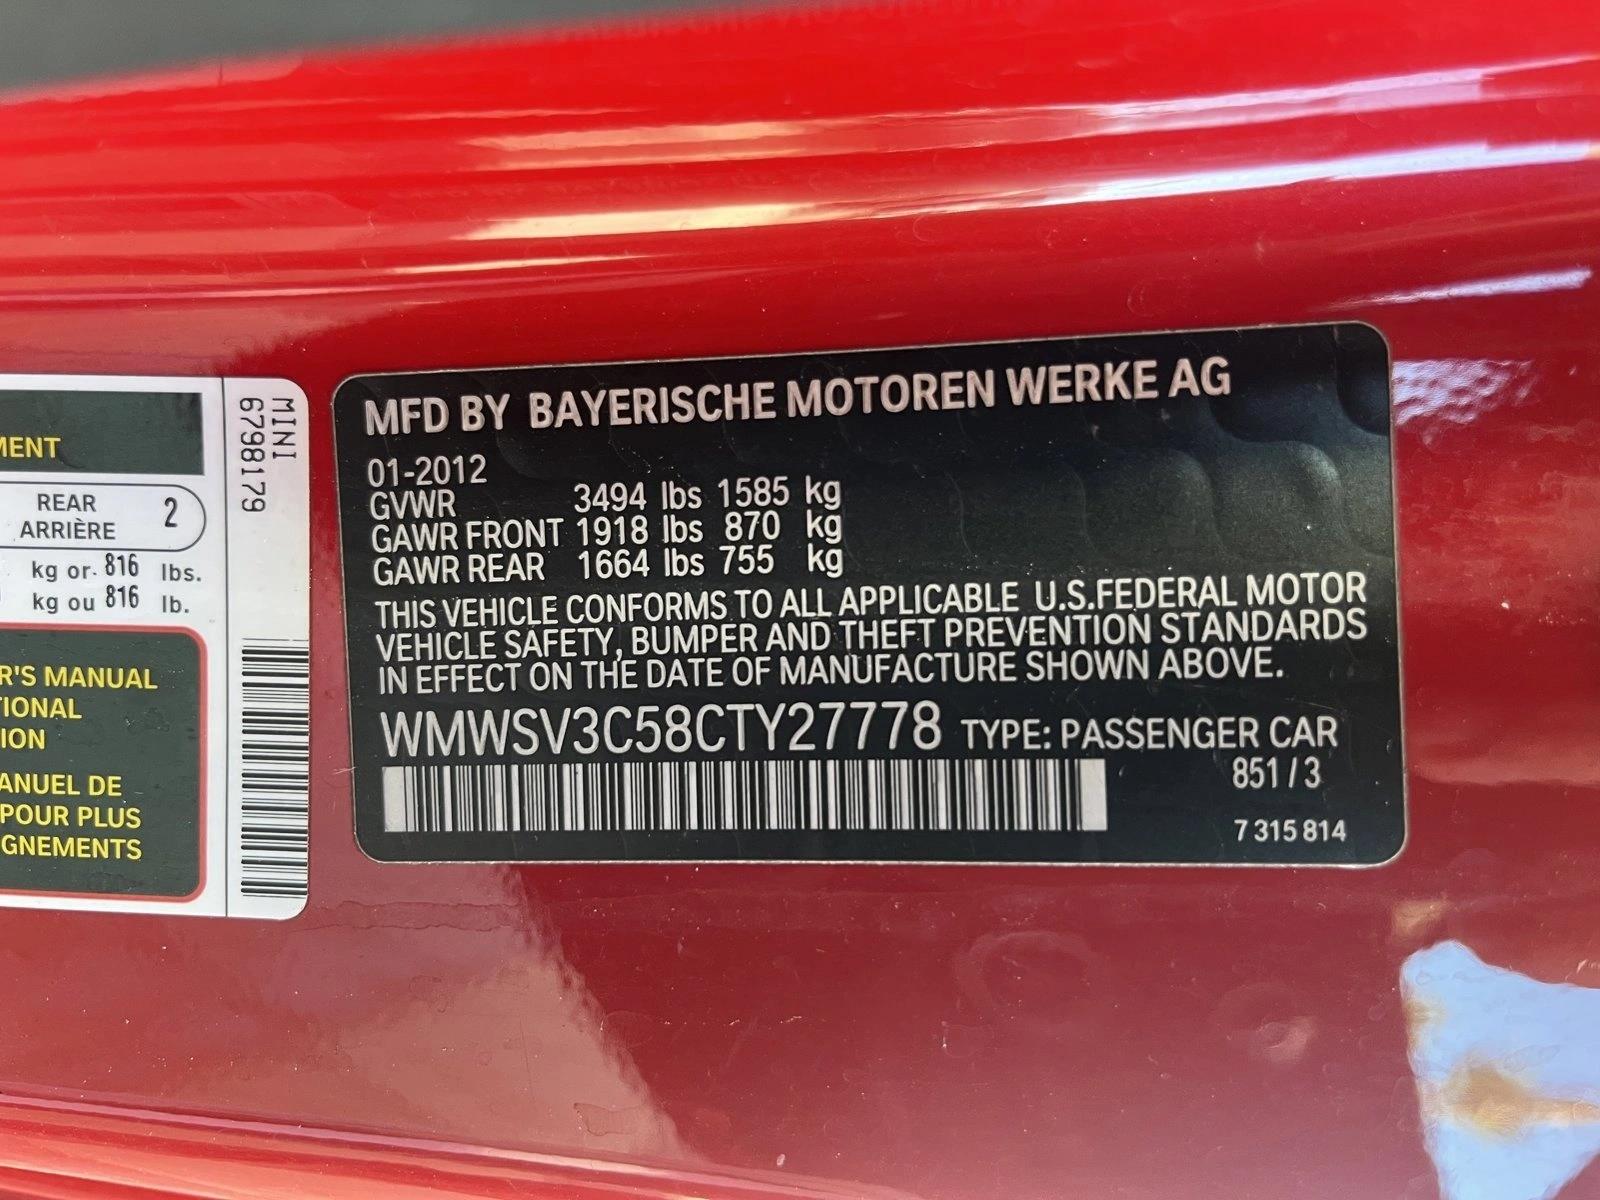 MENT
REAR
ARRIÈRE 2
kg or 816 lbs.
kg ou 816 lb.
R'S MANUAL
TIONAL
ION
ANUEL DE
POUR PLUS
GNEMENTS
MINI
6798179
MFD BY BAYERISCHE MOTOREN WERKE AG
01-2012
GVWR 3494 lbs 1585 kg
GAWR FRONT 1918 lbs 870 kg
GAWR REAR 1664 lbs 755 kg
THIS VEHICLE CONFORMS TO ALL APPLICABLE U.S.FEDERAL MOTOR
VEHICLE SAFETY, BUMPER AND THEFT PREVENTION STANDARDS
IN EFFECT ON THE DATE OF MANUFACTURE SHOWN ABOVE.
WMWSV3C58CTY27778 TYPE: PASSENGER CAR
851 / 3
7 315 814